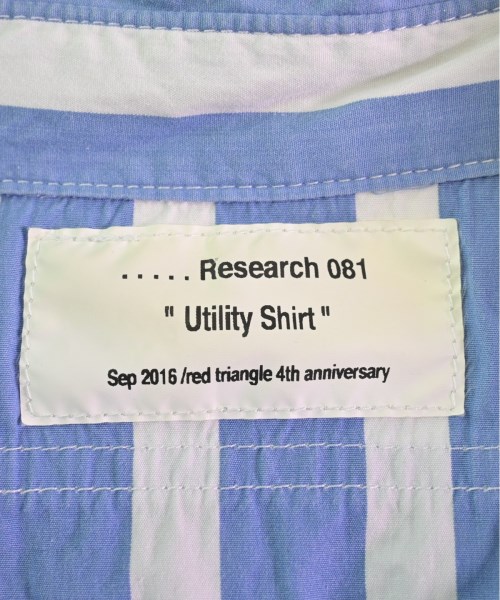 ..... Research 081
" Utility Shirt "
Sep 2016 /red triangle 4th anniversary